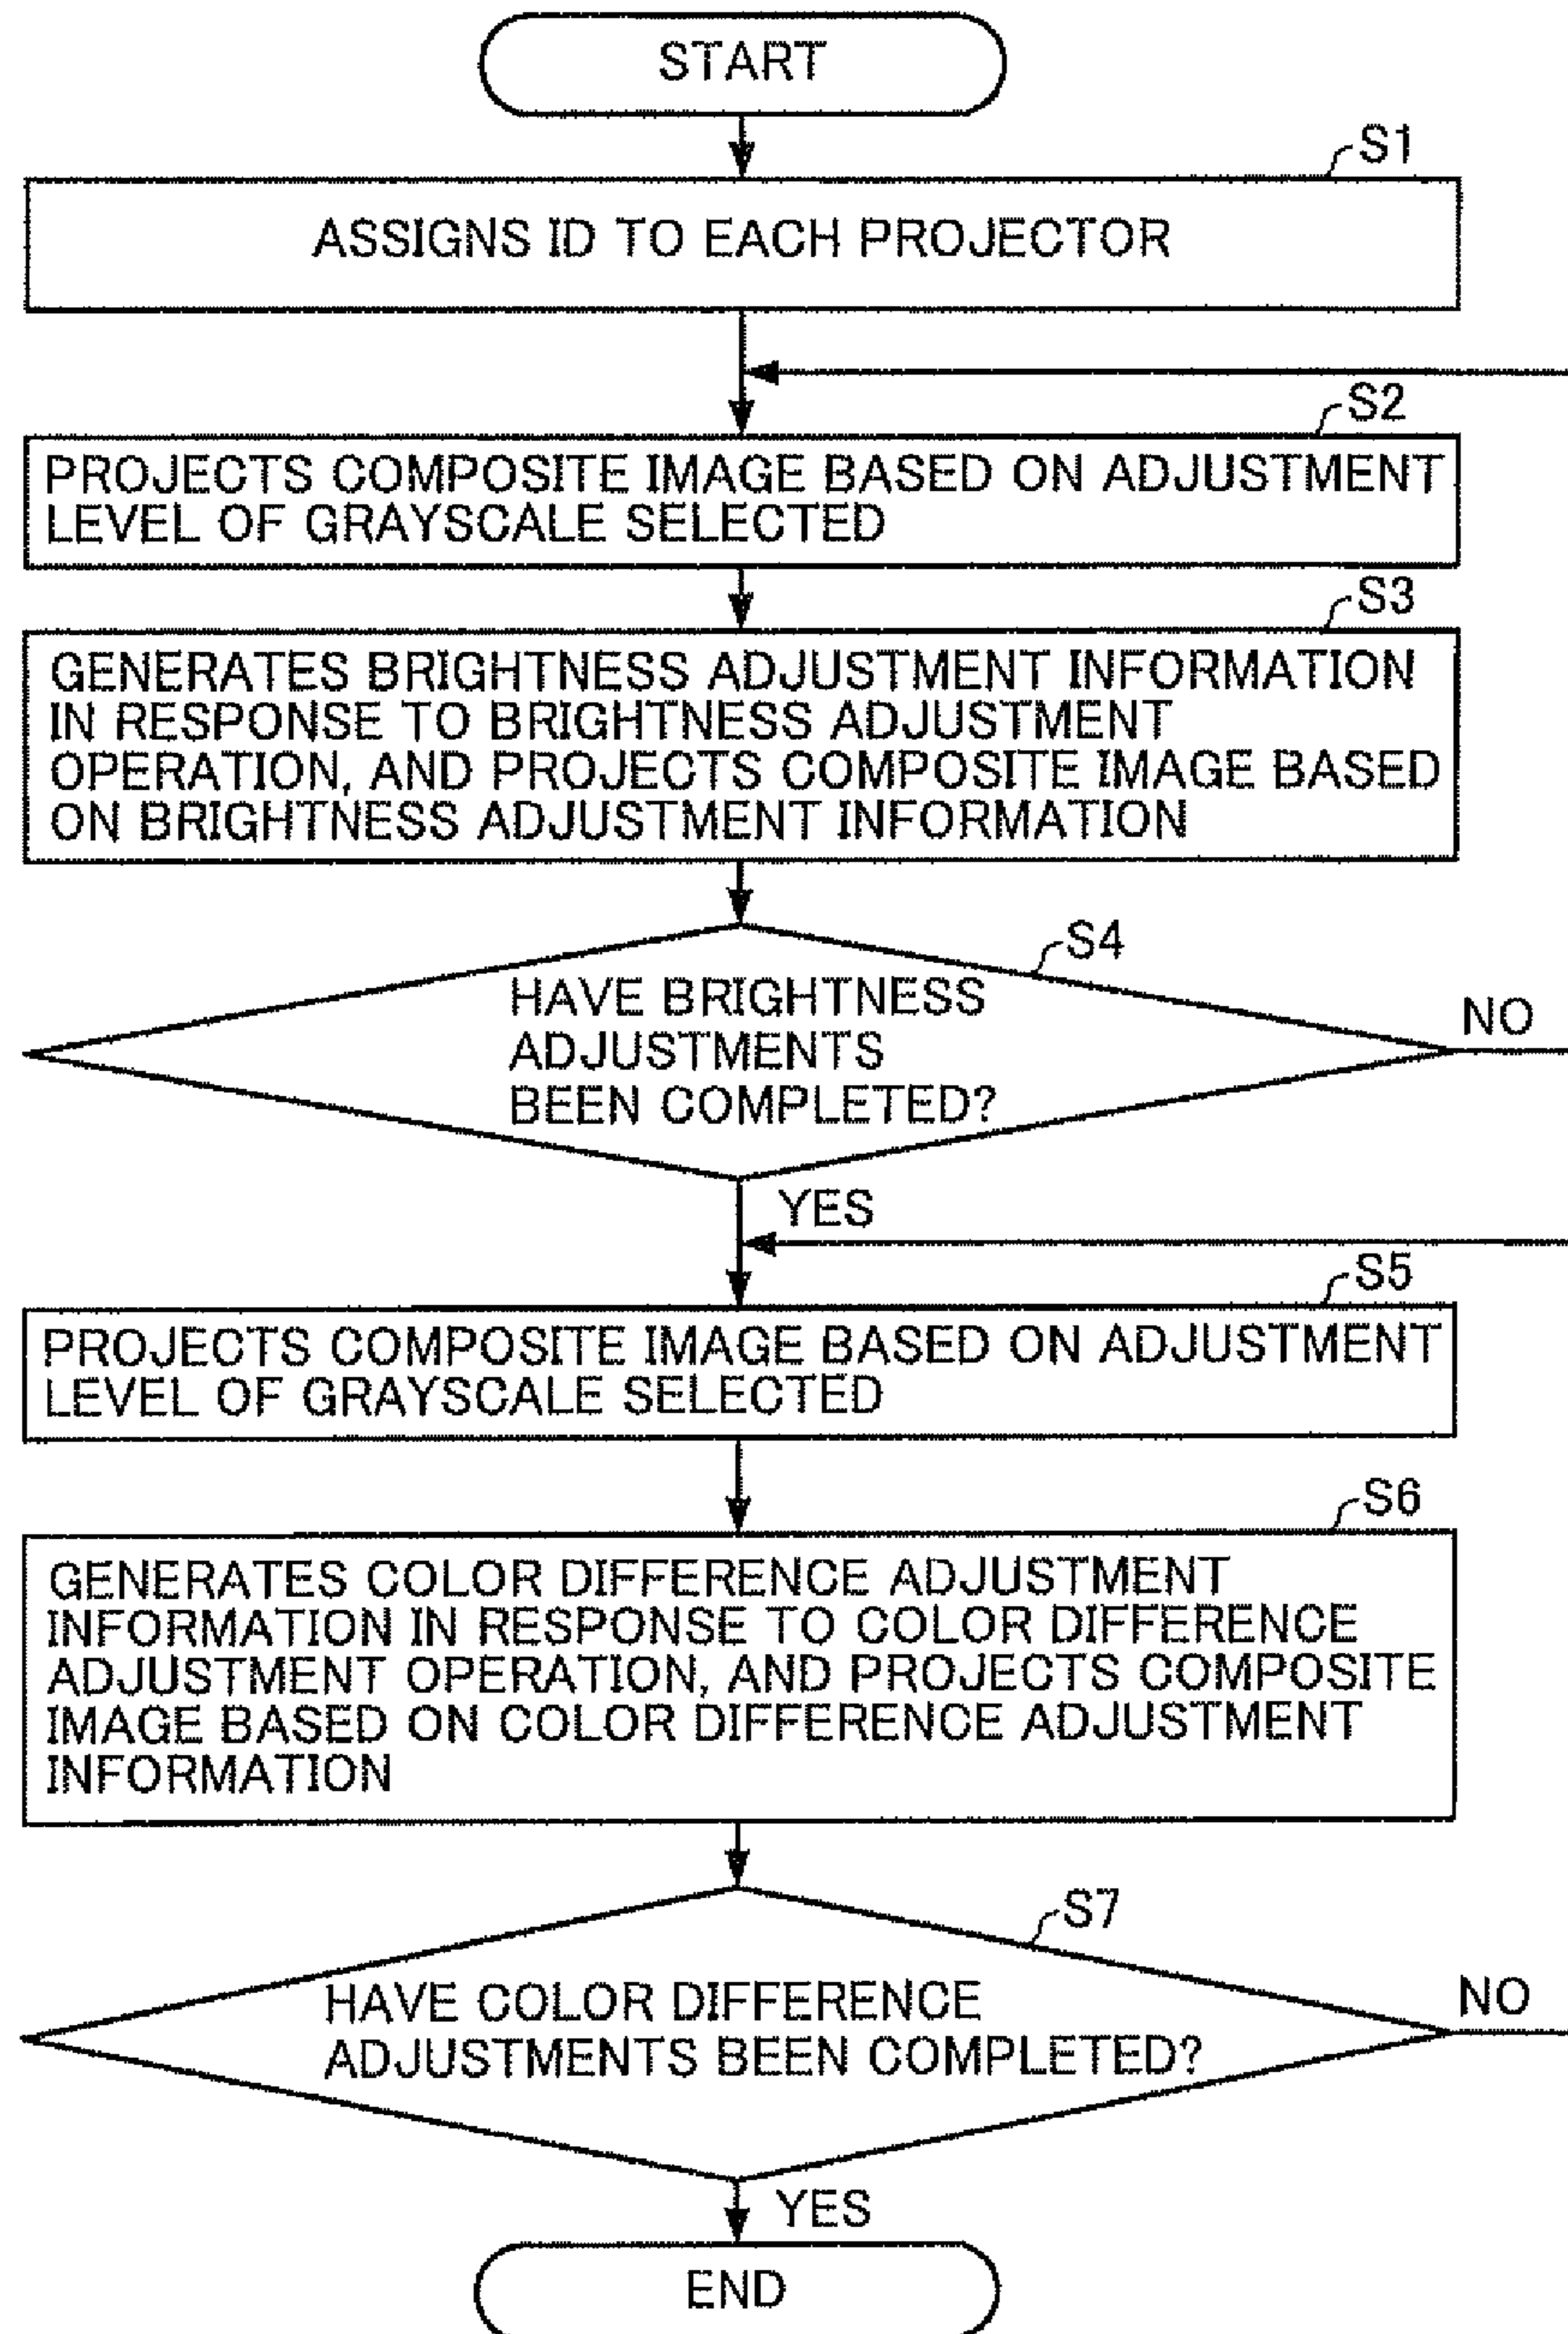 START
S1
ASSIGNS ID TO EACH PROJECTOR
S2
PROJECTS COMPOSITE IMAGE BASED ON ADJUSTMENT
LEVEL OF GRAYSCALE SELECTED
S3
GENERATES BRIGHTNESS ADJUSTMENT INFORMATION
IN RESPONSE TO BRIGHTNESS ADJUSTMENT
OPERATION, AND PROJECTS COMPOSITE IMAGE BASED
ON BRIGHTNESS ADJUSTMENT INFORMATION
S4
HAVE BRIGHTNESS
ADJUSTMENTS
BEEN COMPLETED?
NO
YES
S5
PROJECTS COMPOSITE IMAGE BASED ON ADJUSTMENT
LEVEL OF GRAYSCALE SELECTED
S6
GENERATES COLOR DIFFERENCE ADJUSTMENT
INFORMATION IN RESPONSE TO COLOR DIFFERENCE
ADJUSTMENT OPERATION, AND PROJECTS COMPOSITE
IMAGE BASED ON COLOR DIFFERENCE ADJUSTMENT
INFORMATION
S7
HAVE COLOR DIFFERENCE
ADJUSTMENTS BEEN COMPLETED?
NO
YES
END